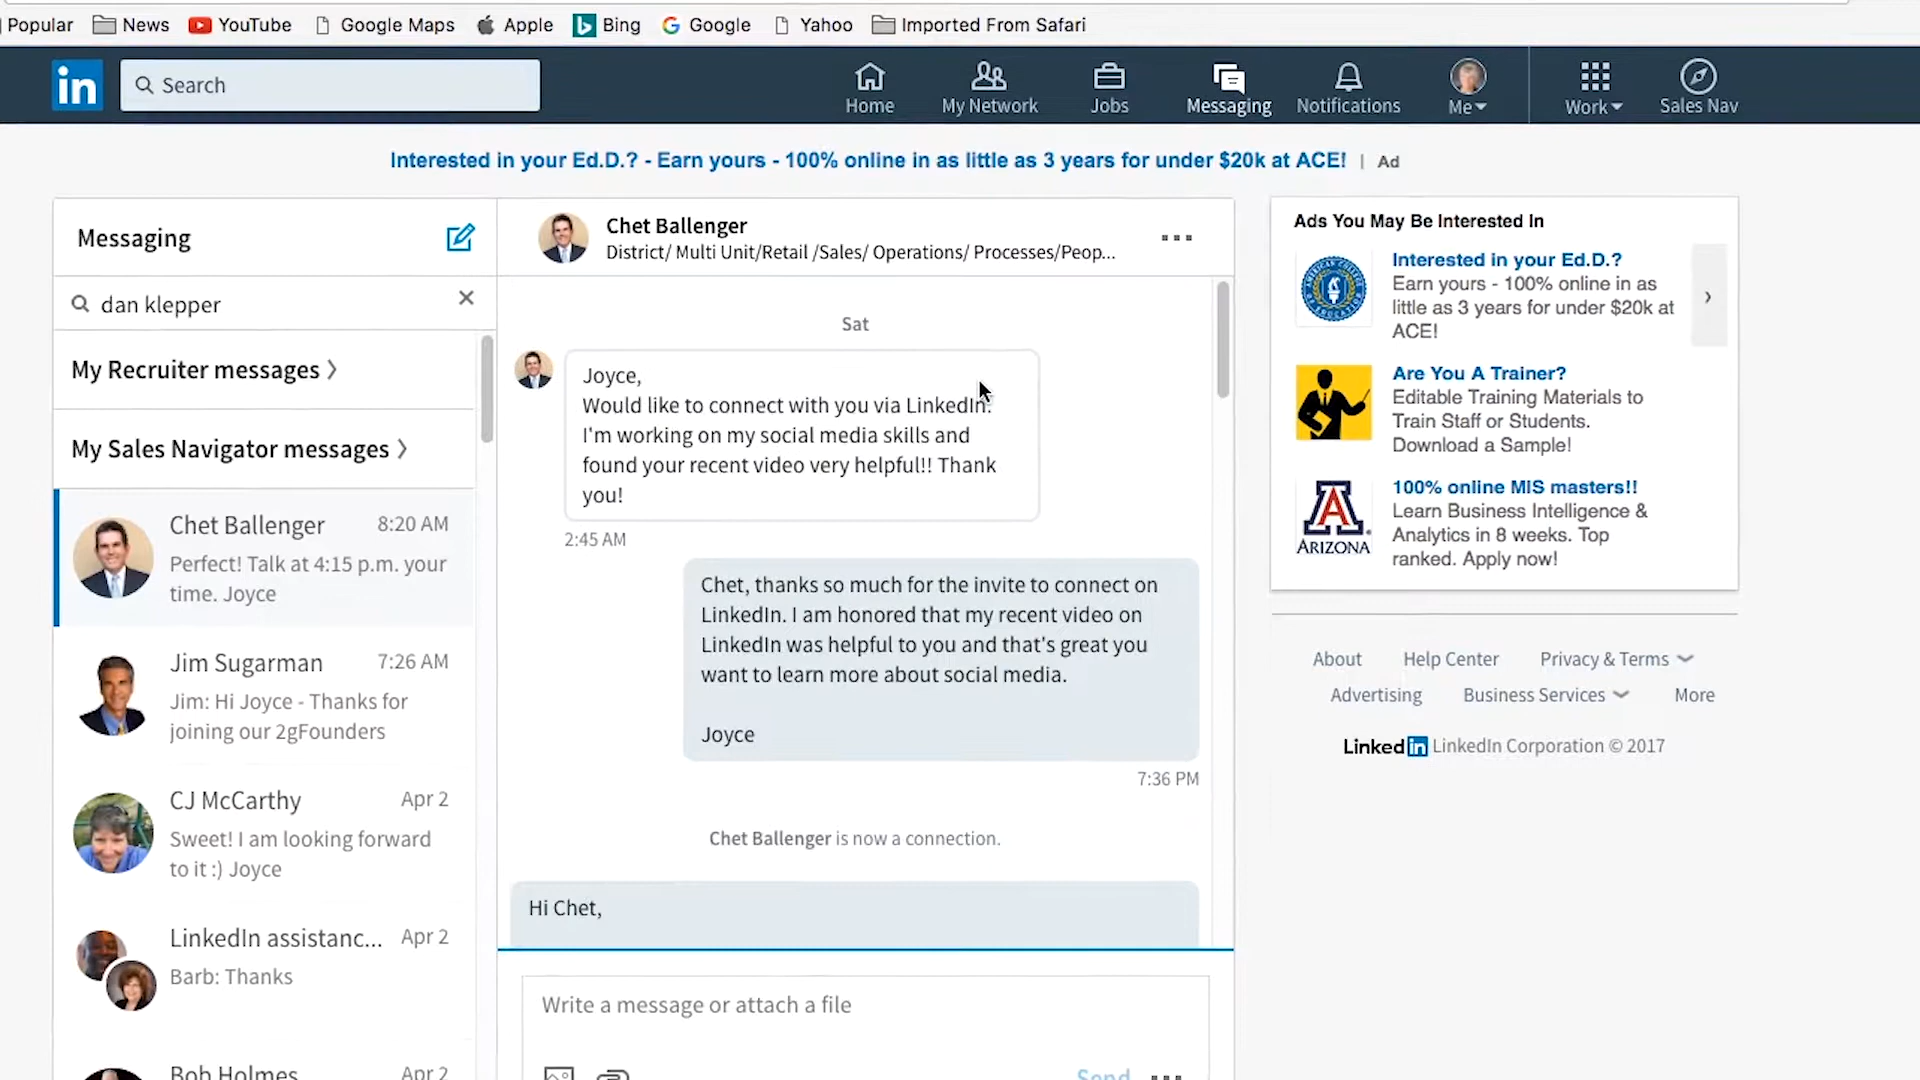 Popular News YouTube Google Maps Apple Bing Google Yahoo Imported From Safari
in Search Home My Network Jobs Messaging Notifications Me Work Sales Nav
Interested in your Ed.D.? - Earn yours - 100% online in as little as 3 years for under $20k at ACE! | Ad
Messaging
dan klepper
My Recruiter messages
My Sales Navigator messages
Chet Ballenger 8:20 AM
Perfect! Talk at 4:15 p.m. your
time. Joyce
Jim Sugarman 7:26 AM
Jim: Hi Joyce - Thanks for
joining our 2gFounders
CJ McCarthy Apr 2
Sweet! I am looking forward
to it :) Joyce
LinkedIn assistanc... Apr 2
Barb: Thanks
Bob Holmes Apr 2
Chet Ballenger
District/ Multi Unit/Retail /Sales/ Operations/ Processes/Peop...
Sat
Joyce,
Would like to connect with you via LinkedIn.
I'm working on my social media skills and
found your recent video very helpful!! Thank
you!
2:45 AM
Chet, thanks so much for the invite to connect on
LinkedIn. I am honored that my recent video on
LinkedIn was helpful to you and that's great you
want to learn more about social media.
Joyce
7:36 PM
Chet Ballenger is now a connection.
Hi Chet,
Write a message or attach a file
Send
Ads You May Be Interested In
Interested in your Ed.D.?
Earn yours - 100% online in as
little as 3 years for under $20k at
ACE!
Are You A Trainer?
Editable Training Materials to
Train Staff or Students.
Download a Sample!
A
ARIZONA
100% online MIS masters!!
Learn Business Intelligence &
Analytics in 8 weeks. Top
ranked. Apply now!
About Help Center Privacy & Terms
Advertising Business Services More
Linked in LinkedIn Corporation © 2017